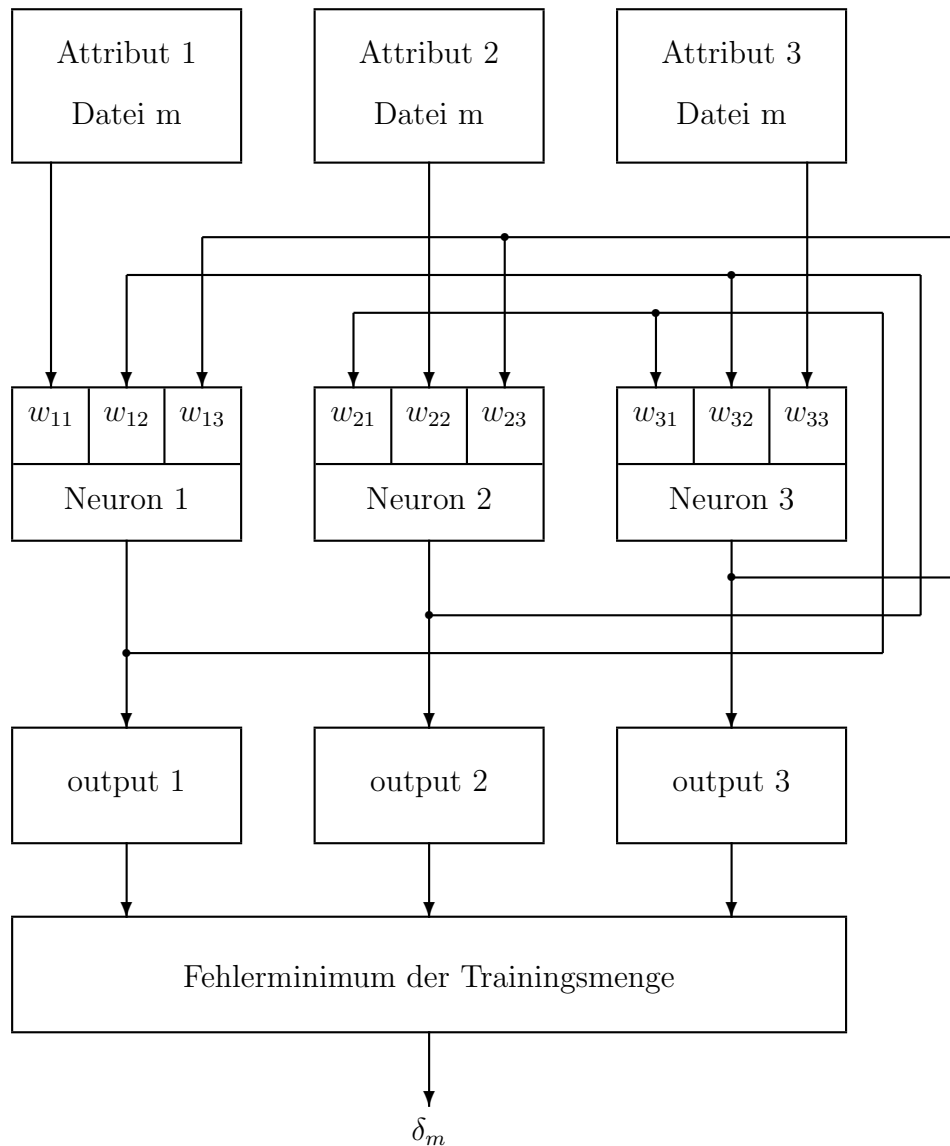 Attribut 1
Datei m
Attribut 2
Datei m
Attribut 3
Datei m
w₁₁ w₁₂ w₁₃
Neuron 1
w₂₁ w₂₂ w₂₃
Neuron 2
w₃₁ w₃₂ w₃₃
Neuron 3
output 1
output 2
output 3
Fehlerminimum der Trainingsmenge
δₘ